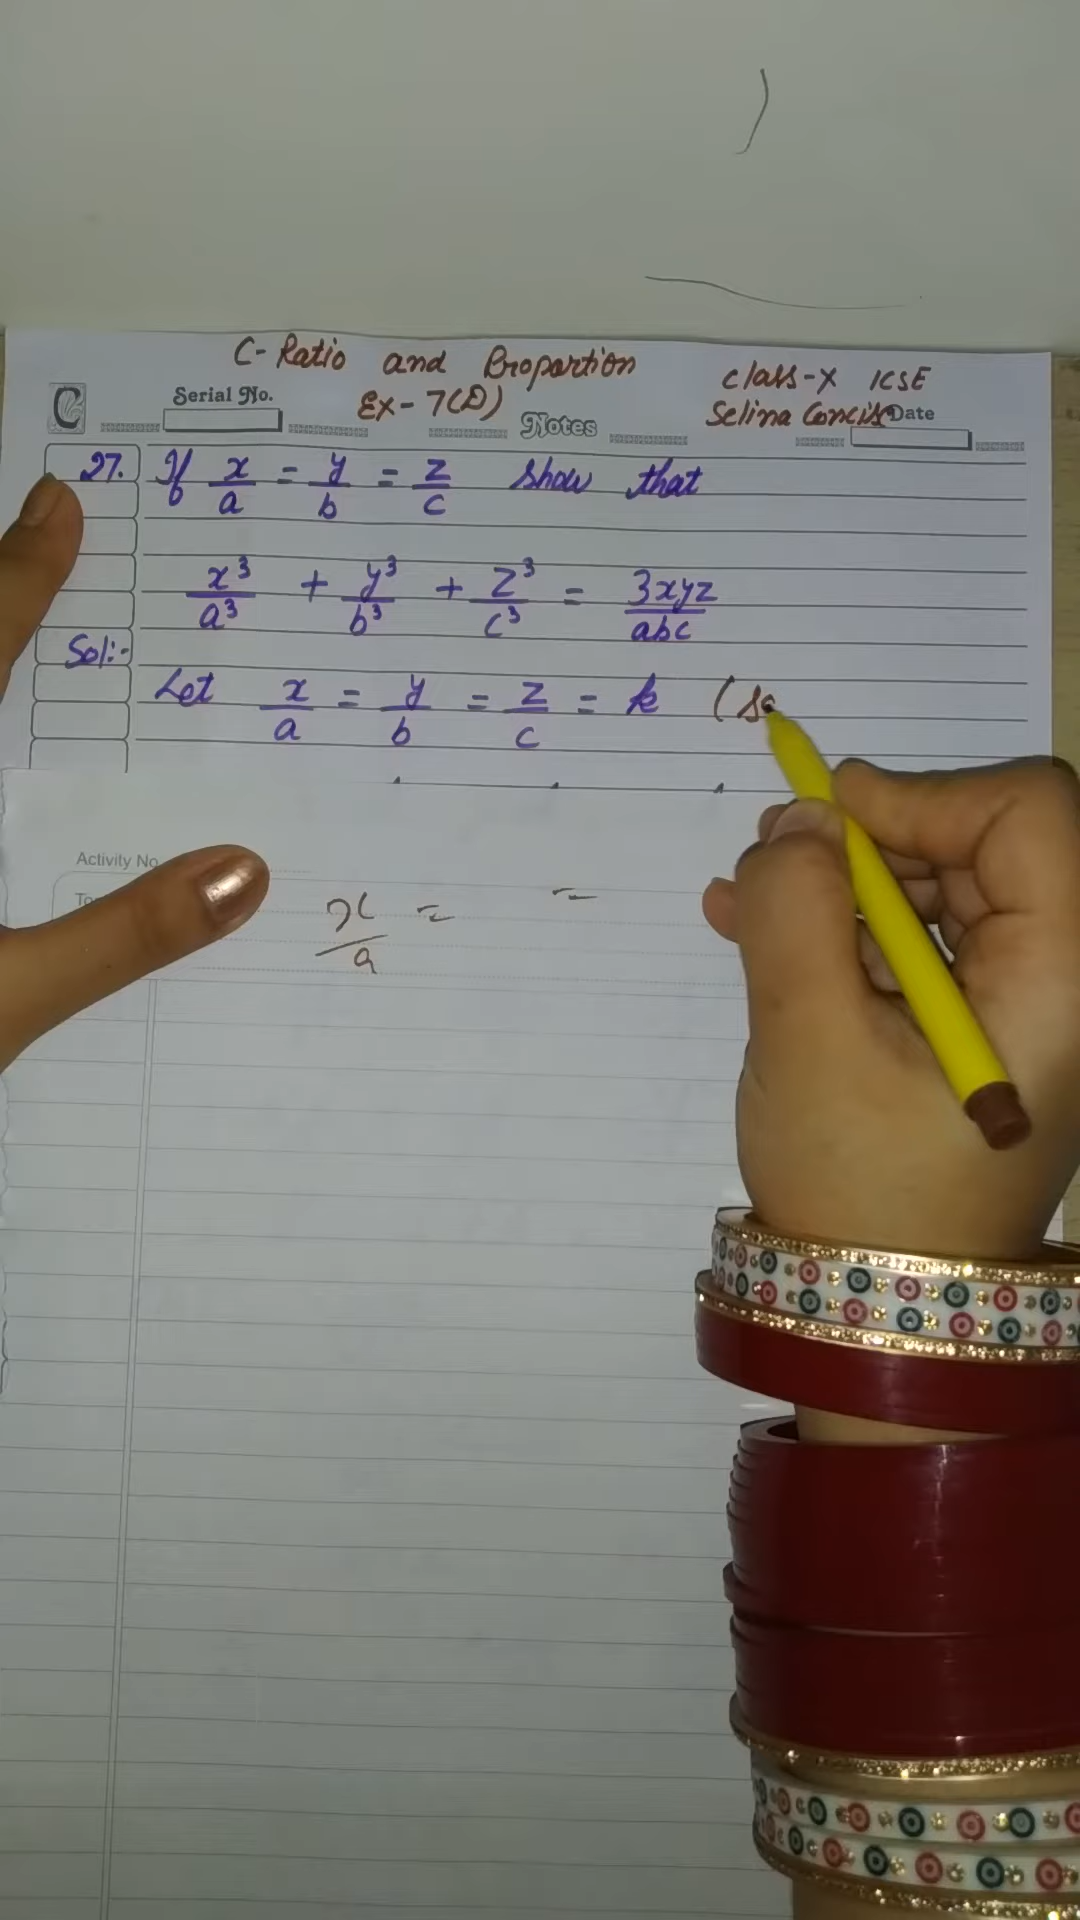 C- Ratio and Proportion
Class-X ICSE
Serial No.
Ex-7(D)
Notes
Selina Concise
Date
27. If x/a = y/b = z/c show that
x³/a³ + y³/b³ + z³/c³ = 3xyz/abc
Sol:-
Let x/a = y/b = z/c = k (sa
Activity No.
x/a = =